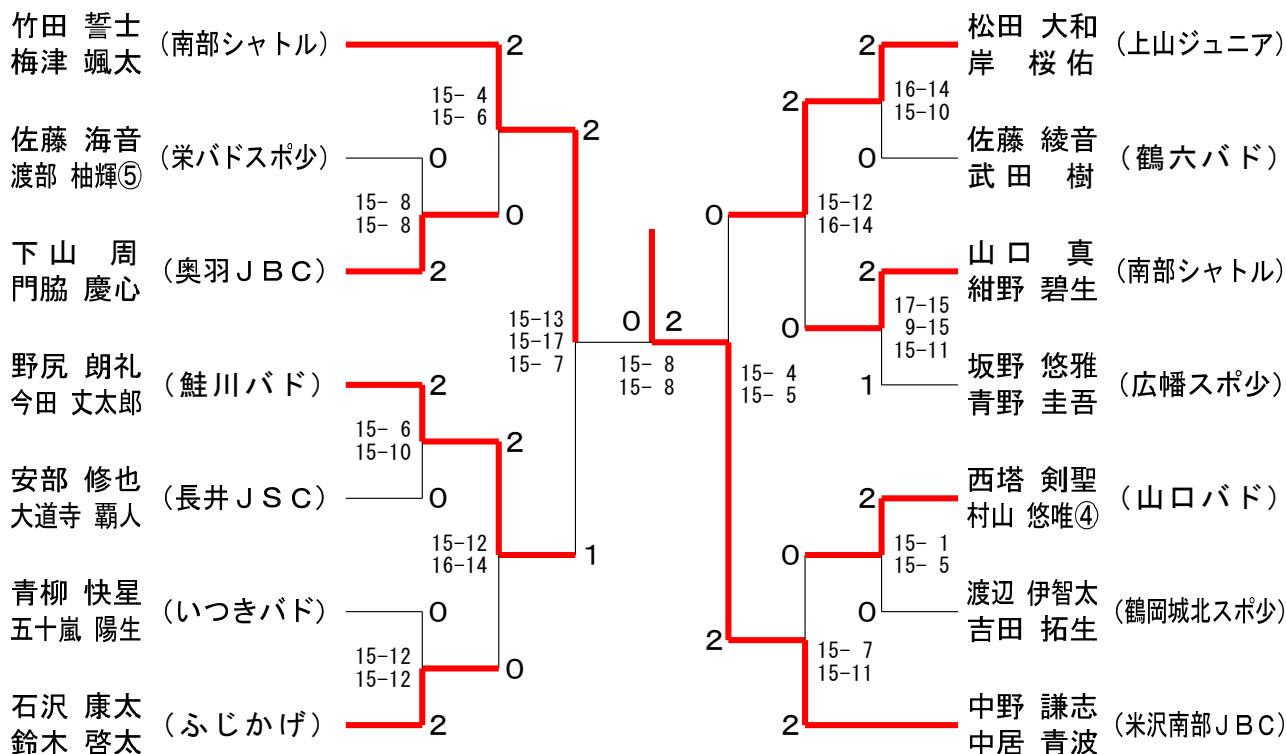 竹田 誓士
梅津 颯太
(南部シャトル)
2
15- 4
15- 6
2
佐藤 海音
渡部 柚輝⑤
(栄バドスポ少)
0
15- 8
15- 8
0
下山 周
門脇 慶心
(奥羽JBC)
2
15-13
15-17
15- 7
野尻 朗礼
今田 丈太郎
(鮭川バド)
2
15- 6
15-10
2
安部 修也
大道寺 覇人
(長井JSC)
0
15-12
16-14
1
青柳 快星
五十嵐 陽生
(いつきバド)
0
15-12
15-12
0
石沢 康太
鈴木 啓太
(ふじかげ)
2
0 2
15- 8
15- 8
松田 大和
岸 桜佑
(上山ジュニア)
2
16-14
15-10
2
佐藤 綾音
武田 樹
(鶴六バド)
0
15-12
16-14
0
山口 真
紺野 碧生
(南部シャトル)
2
17-15
9-15
15-11
0
坂野 悠雅
青野 圭吾
(広幡スポ少)
1
15- 4
15- 5
西塔 剣聖
村山 悠唯④
(山口バド)
2
15- 1
15- 5
0
渡辺 伊智太
吉田 拓生
(鶴岡城北スポ少)
0
15- 7
15-11
2
中野 謙志
中居 青波
(米沢南部JBC)
2